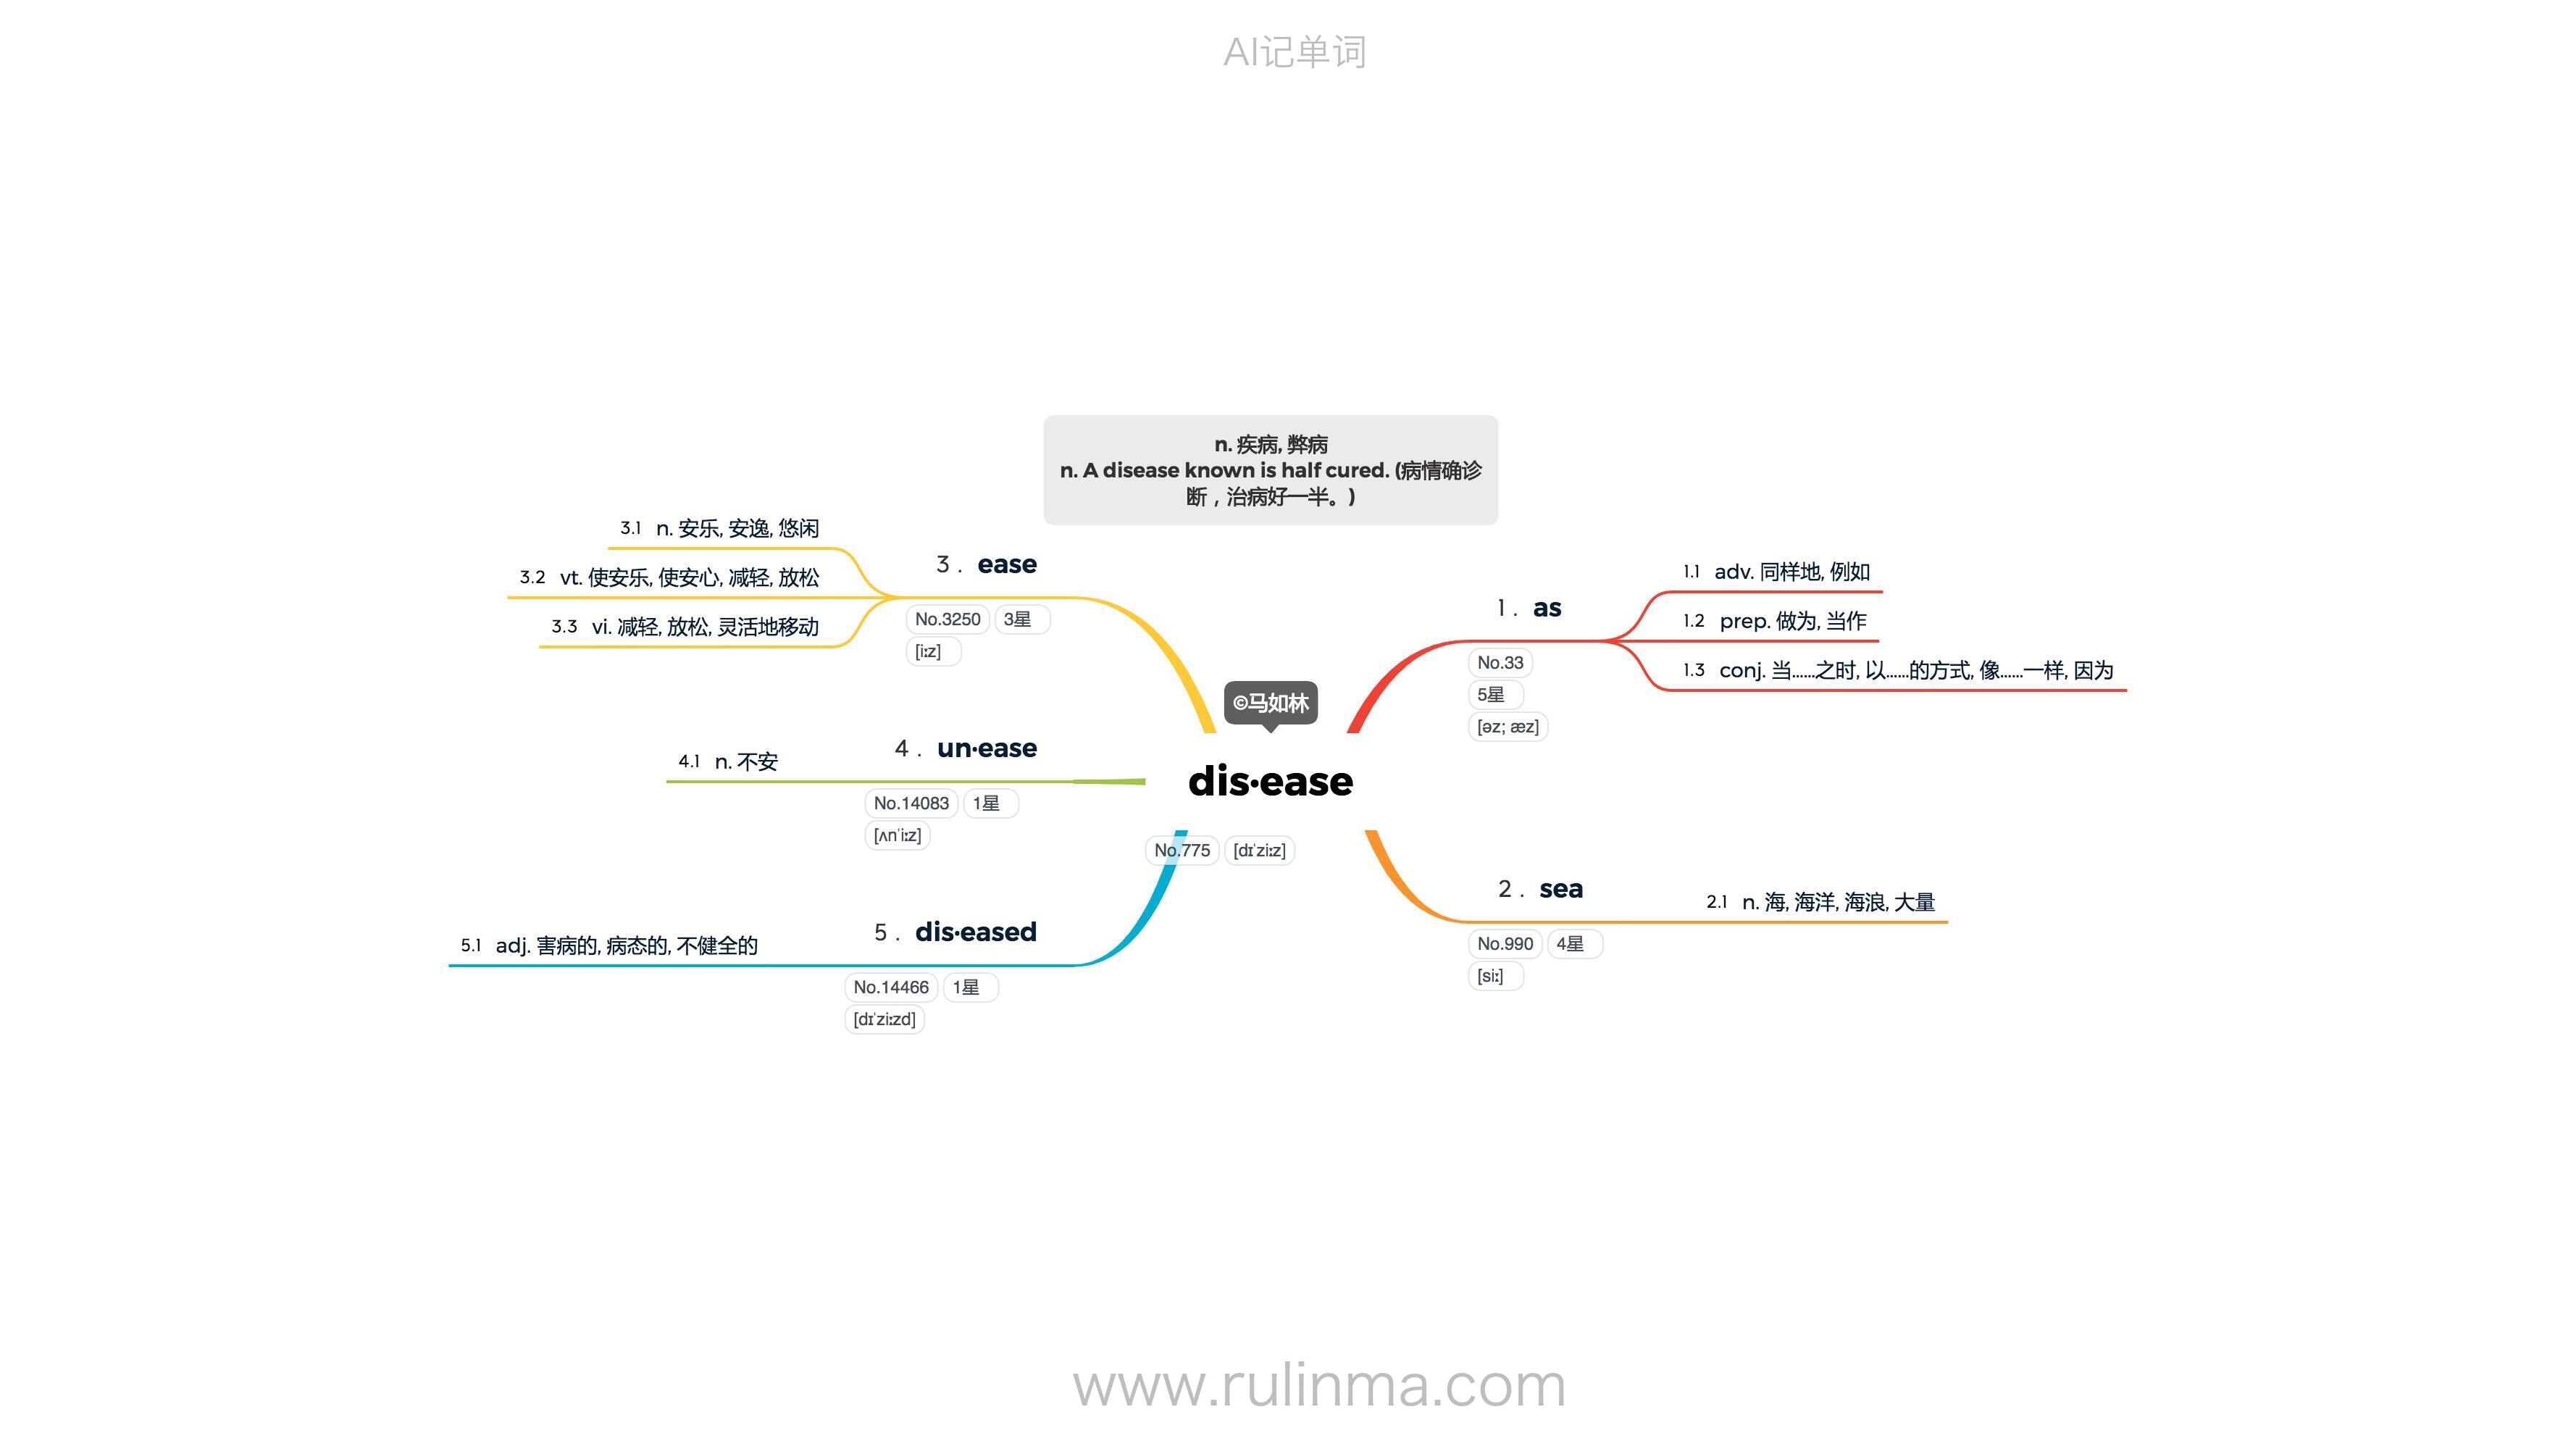 AI记单词
n. 疾病, 弊病
n. A disease known is half cured. (病情确诊
断，治病好一半。)
©马如林
dis·ease
No.775 [dɪˈziːz]
1. as
No.33
5星
[əz; æz]
1.1 adv. 同样地, 例如
1.2 prep. 做为, 当作
1.3 conj. 当……之时, 以……的方式, 像……一样, 因为
2. sea
No.990 4星
[siː]
2.1 n. 海, 海洋, 海浪, 大量
3. ease
No.3250 3星
[iːz]
3.1 n. 安乐, 安逸, 悠闲
3.2 vt. 使安乐, 使安心, 减轻, 放松
3.3 vi. 减轻, 放松, 灵活地移动
4. un·ease
No.14083 1星
[ʌnˈiːz]
4.1 n. 不安
5. dis·eased
No.14466 1星
[dɪˈziːzd]
5.1 adj. 害病的, 病态的, 不健全的
www.rulinma.com